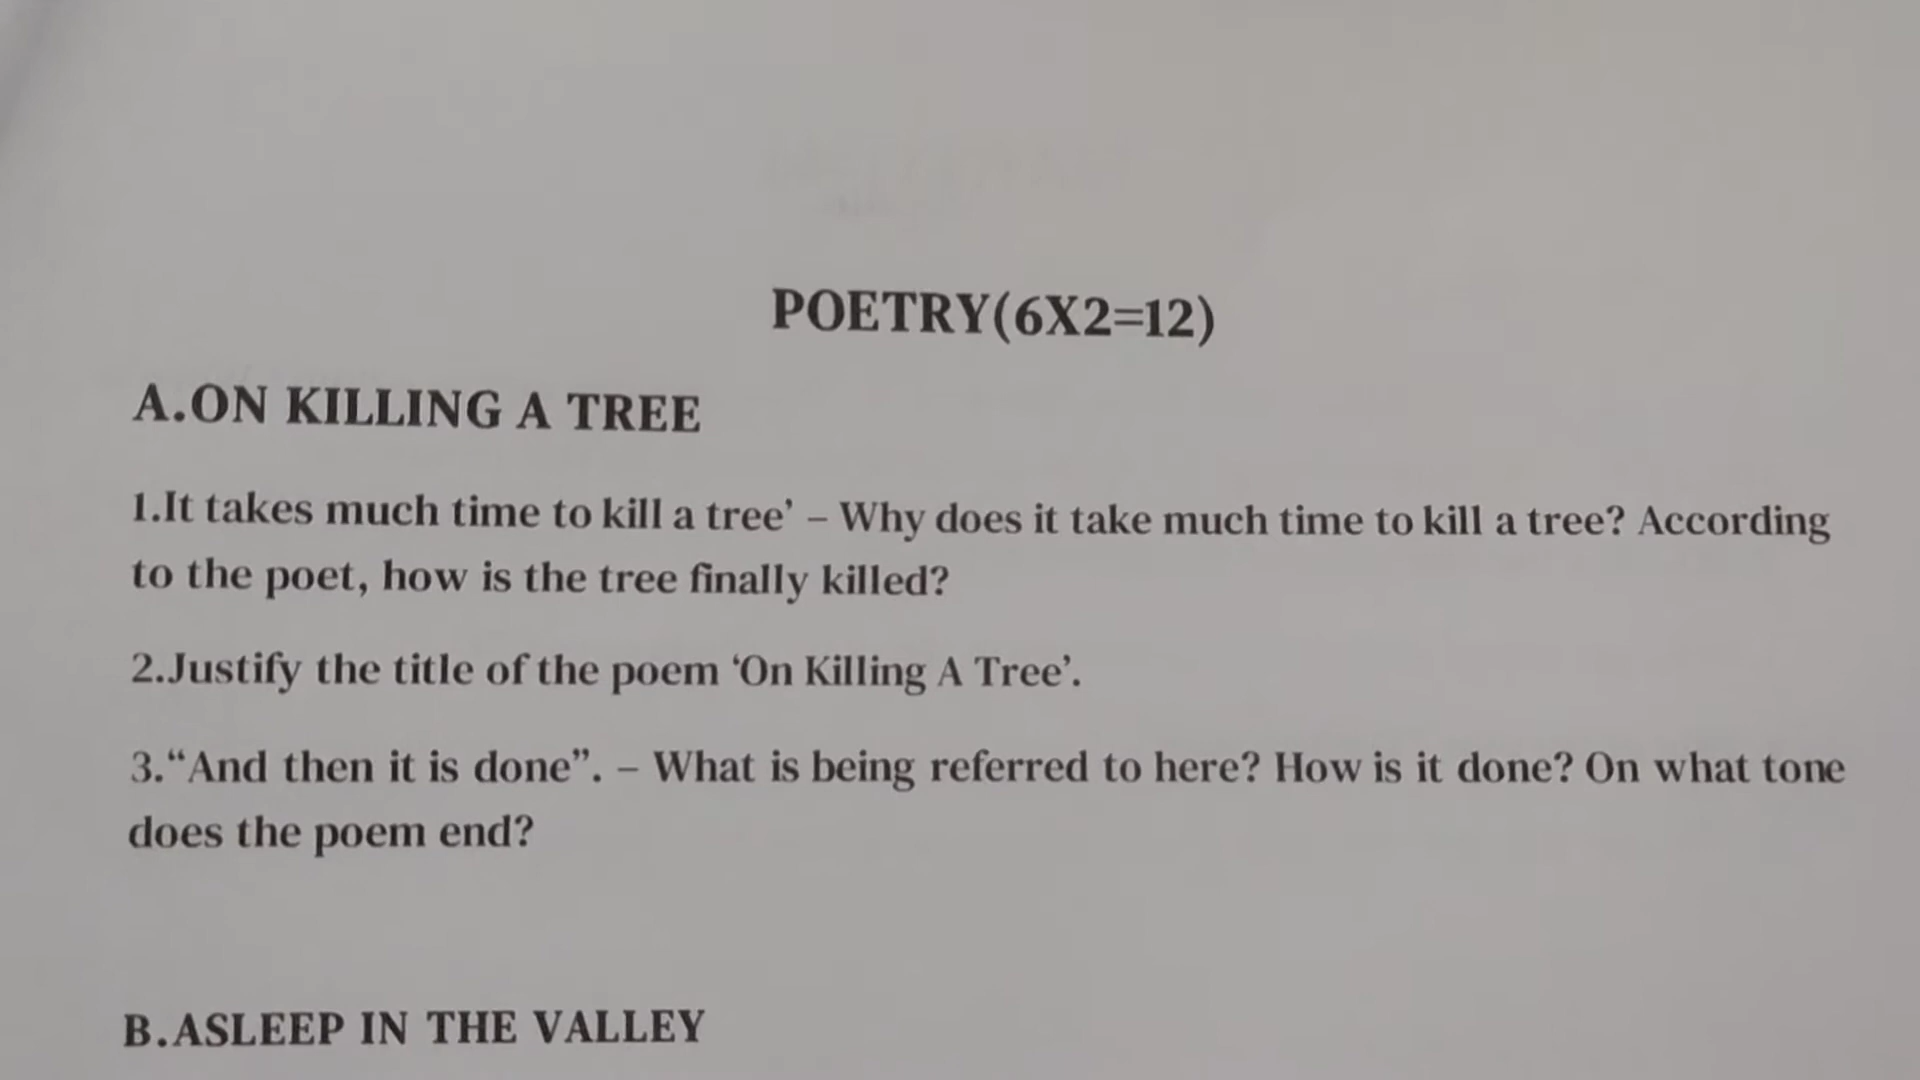 POETRY(6X2=12)
A.ON KILLING A TREE
1.It takes much time to kill a tree’ – Why does it take much time to kill a tree? According
to the poet, how is the tree finally killed?
2.Justify the title of the poem ‘On Killing A Tree’.
3.“And then it is done”. – What is being referred to here? How is it done? On what tone
does the poem end?
B.ASLEEP IN THE VALLEY